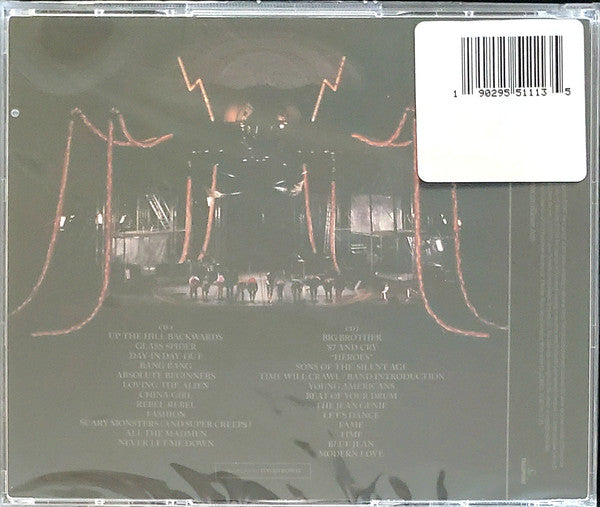 1 90295 51113 5
CD 1
UP THE HILL BACKWARDS
GLASS SPIDER
DAY-IN DAY-OUT
BANG BANG
ABSOLUTE BEGINNERS
LOVING THE ALIEN
CHINA GIRL
REBEL REBEL
FASHION
SCARY MONSTERS (AND SUPER CREEPS)
ALL THE MADMEN
NEVER LET ME DOWN
CD2
BIG BROTHER
'87 AND CRY
"HEROES"
SONS OF THE SILENT AGE
TIME WILL CRAWL / BAND INTRODUCTION
YOUNG AMERICANS
BEAT OF YOUR DRUM
THE JEAN GENIE
LET'S DANCE
FAME
TIME
BLUE JEAN
MODERN LOVE